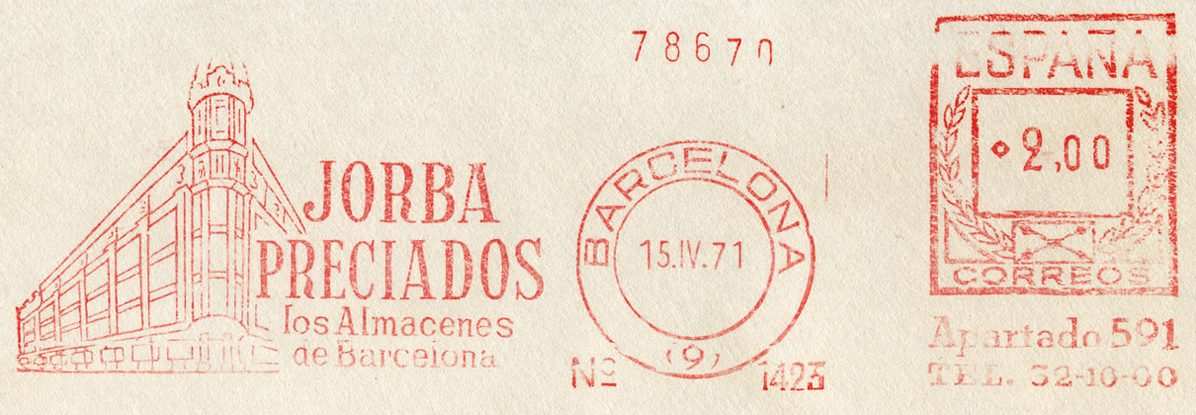 78670
JORBA
PRECIADOS
los Almacenes
de Barcelona
BARCELONA
15.IV.71
(9)
Nº 1423
ESPAÑA
2,00
CORREOS
Apartado 591
TEL. 32-10-00